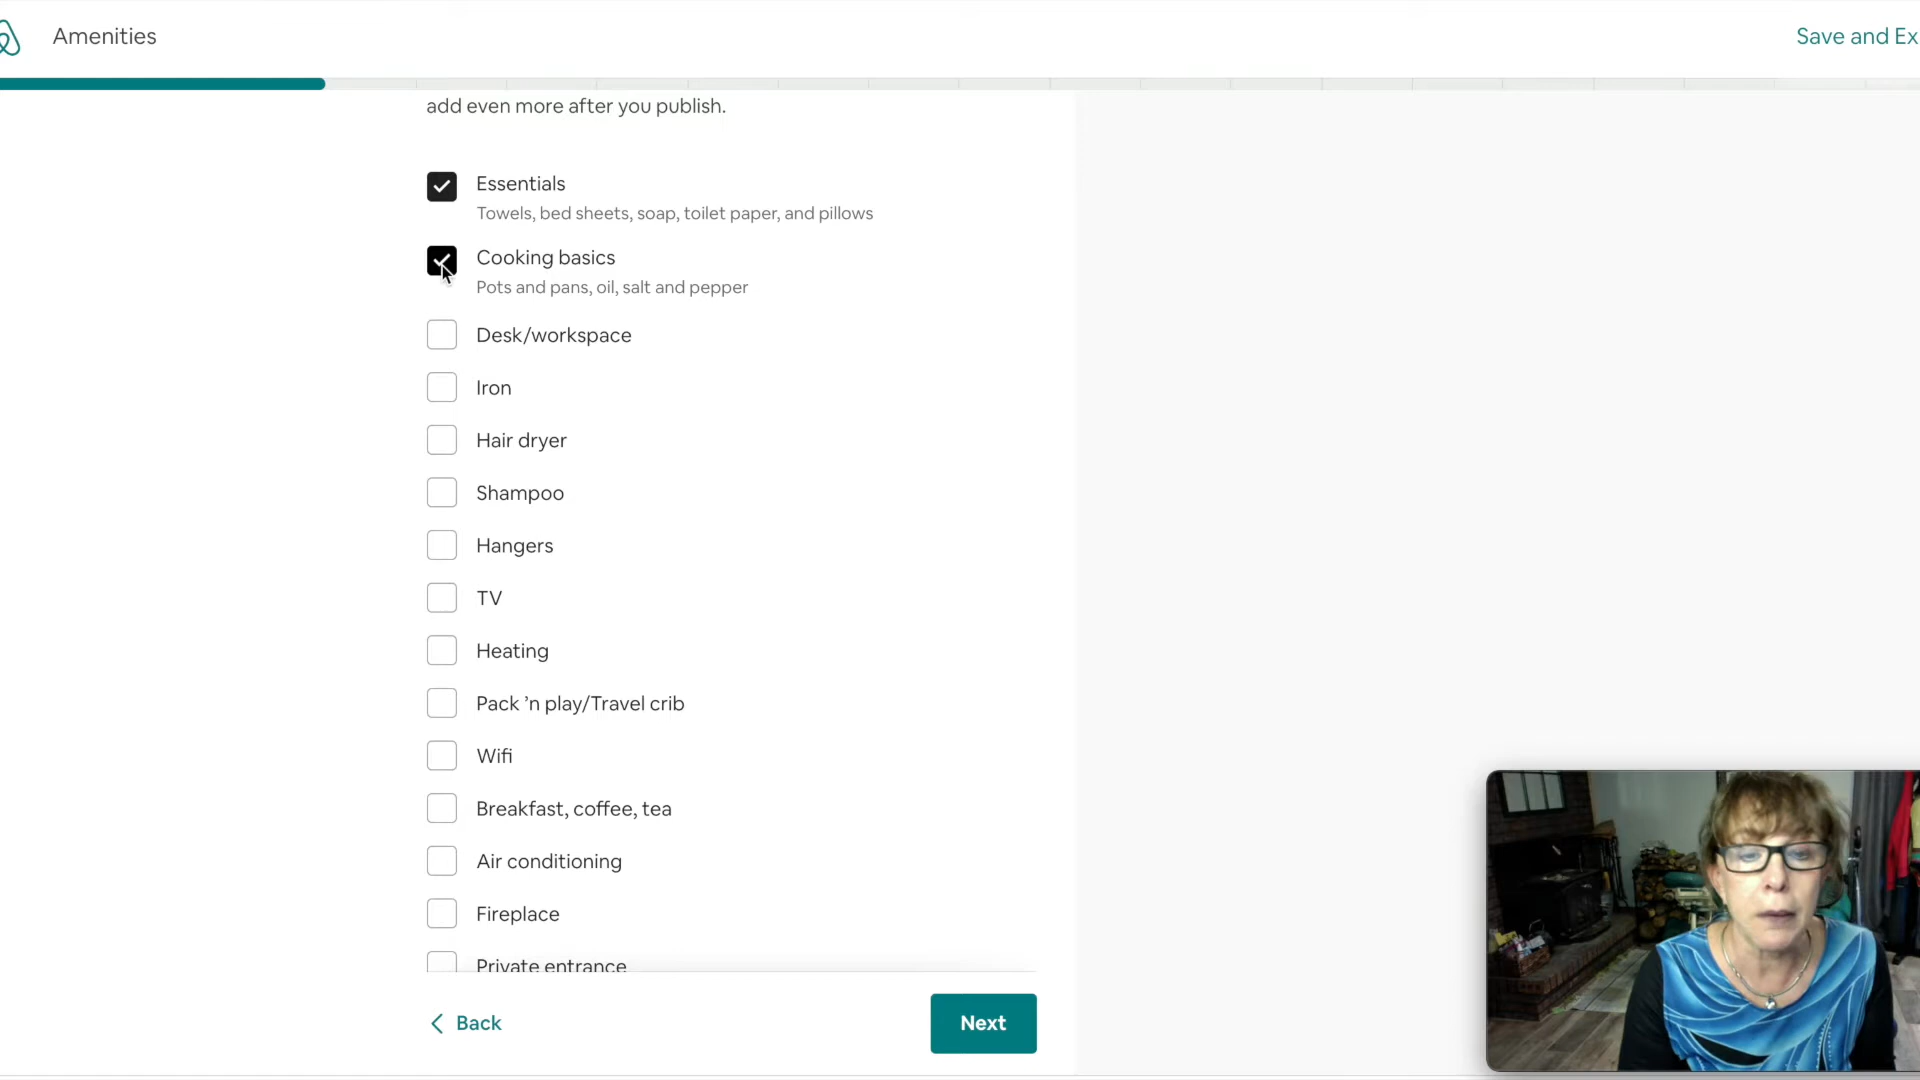 Amenities
Save and Ex
add even more after you publish.
Essentials
Towels, bed sheets, soap, toilet paper, and pillows
Cooking basics
Pots and pans, oil, salt and pepper
Desk/workspace
Iron
Hair dryer
Shampoo
Hangers
TV
Heating
Pack ’n play/Travel crib
Wifi
Breakfast, coffee, tea
Air conditioning
Fireplace
Private entrance
Back
Next